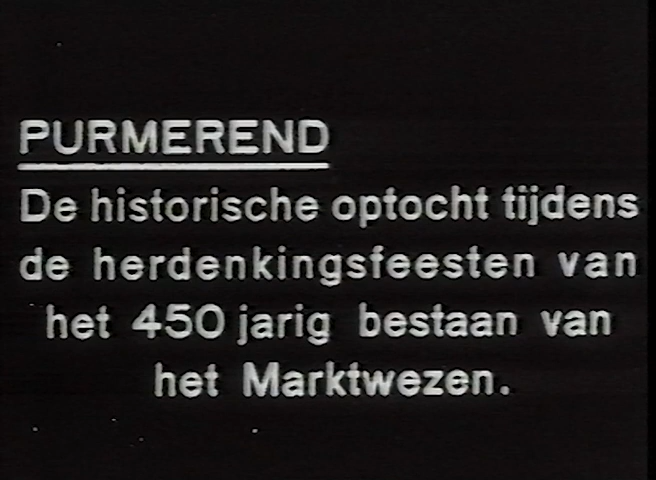 PURMEREND
De historische optocht tijdens
de herdenkingsfeesten van
het 450 jarig bestaan van
het Marktwezen.